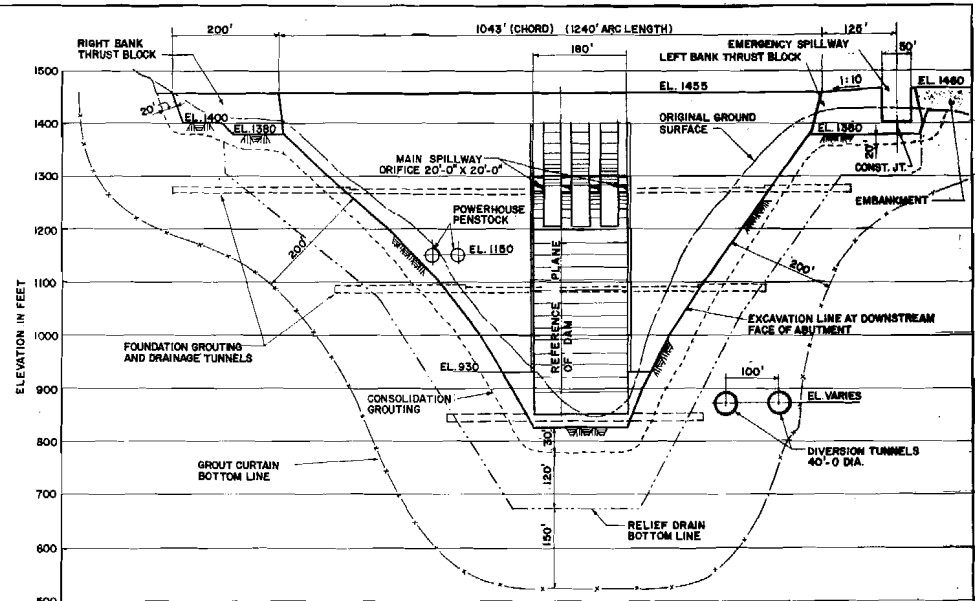 200'
1043' (CHORD) (1240' ARC LENGTH)
125'
RIGHT BANK
THRUST BLOCK
180'
EMERGENCY SPILLWAY
LEFT BANK THRUST BLOCK
50'
1500
EL. 1455
1:10
EL. 1460
20'
EL. 1400
EL. 1380
ORIGINAL GROUND
SURFACE
EL. 1380
20'
1400
CONST. JT.
MAIN SPILLWAY
ORIFICE 20'-0" X 20'-0"
1300
EMBANKMENT
POWERHOUSE
PENSTOCK
1200
200'
EL. 1150
REFERENCE PLANE
OF DAM
200'
1100
EXCAVATION LINE AT DOWNSTREAM
FACE OF ABUTMENT
1000
FOUNDATION GROUTING
AND DRAINAGE TUNNELS
ELEVATION IN FEET
EL. 930
100'
900
CONSOLIDATION
GROUTING
EL. VARIES
800
30'
DIVERSION TUNNELS
40'-0 DIA.
GROUT CURTAIN
BOTTOM LINE
120'
700
RELIEF DRAIN
BOTTOM LINE
600
150'
500